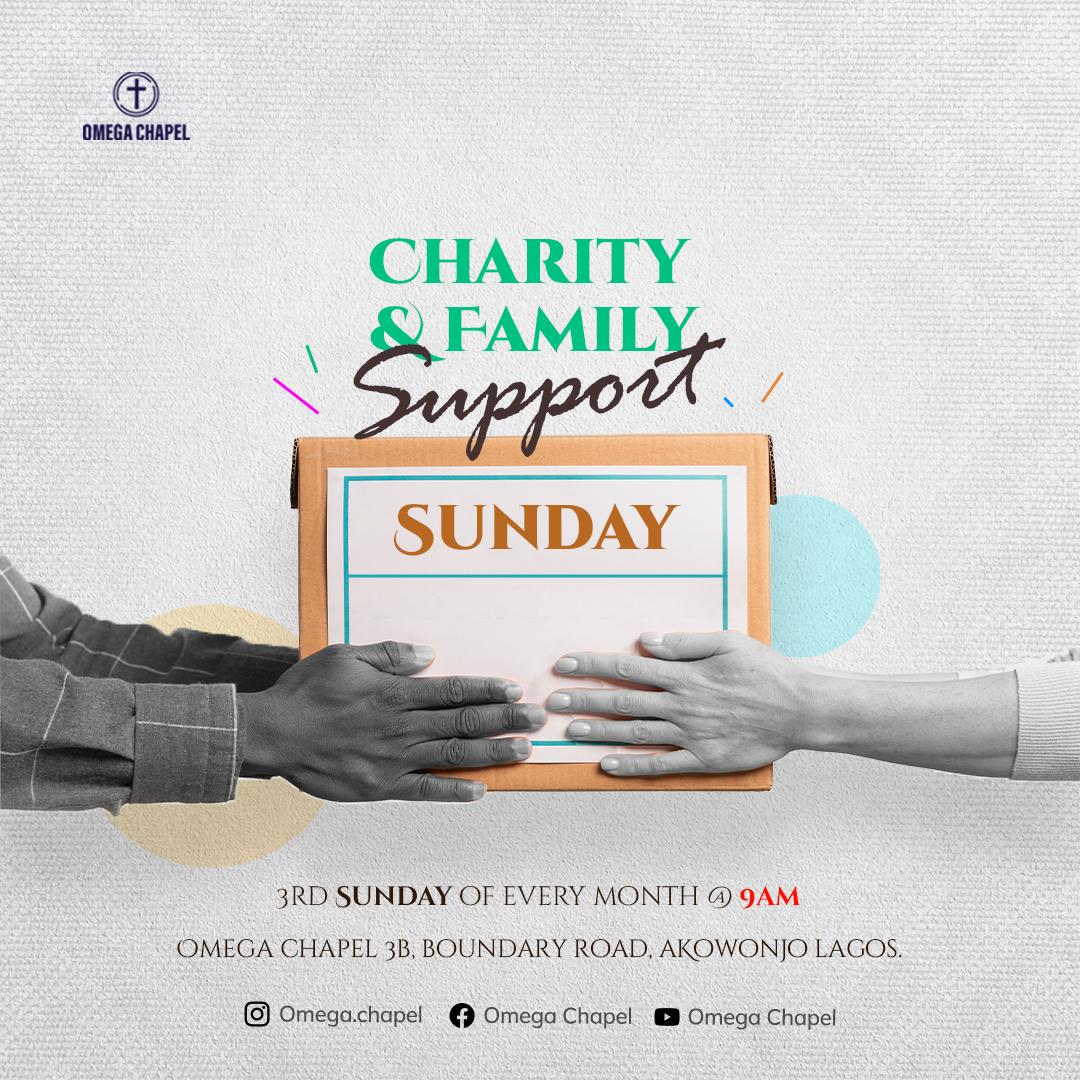 OMEGA CHAPEL
CHARITY
& FAMILY
Support
SUNDAY
3RD SUNDAY OF EVERY MONTH @ 9AM
OMEGA CHAPEL 3B, BOUNDARY ROAD, AKOWONJO LAGOS.
Omega.chapel Omega Chapel Omega Chapel